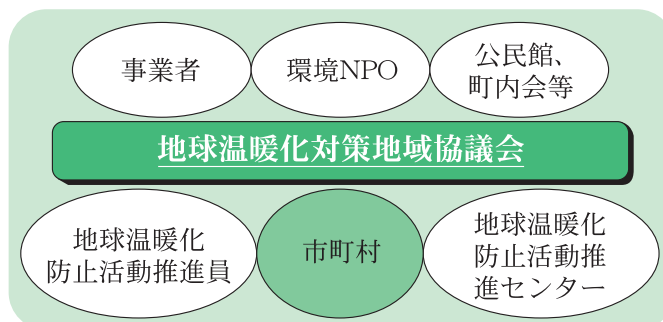 事業者
環境NPO
公民館、
町内会等
地球温暖化対策地域協議会
地球温暖化
防止活動推進員
市町村
地球温暖化
防止活動推
進センター